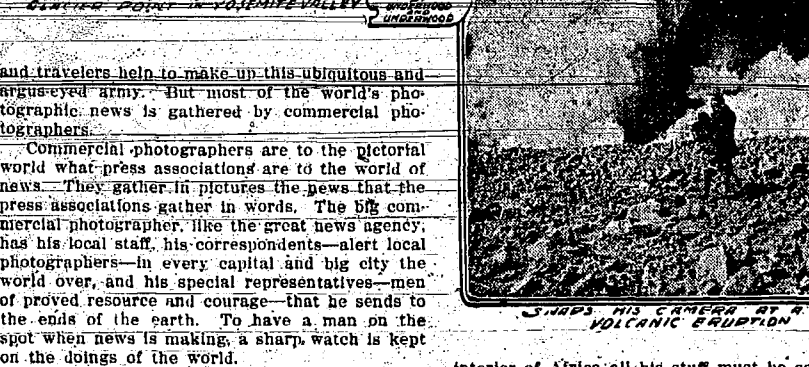 GLACIER POINT IN YOSEMITE VALLEY
UNDERWOOD
AND
UNDERWOOD
and travelers help to make up this ubiquitous and
argus-eyed army. But most of the world's pho-
tographic news is gathered by commercial pho-
tographers.
Commercial photographers are to the pictorial
world what press associations are to the world of
news. They gather in pictures the news that the
press associations gather in words. The big com-
mercial photographer, like the great news agency,
has his local staff, his correspondents—alert local
photographers—in every capital and big city the
world over, and his special representatives—men
of proved resource and courage—that he sends to
the ends of the earth. To have a man on the
spot when news is making, a sharp watch is kept
on the doings of the world.
SNAPS HIS CAMERA AT A
VOLCANIC ERUPTION
interior of Africa all his stuff must be